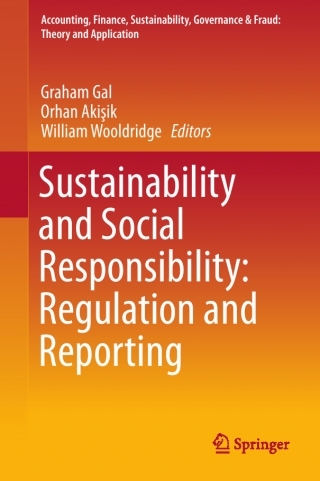 Accounting, Finance, Sustainability, Governance & Fraud:
Theory and Application
Graham Gal
Orhan Akişik
William Wooldridge Editors
Sustainability
and Social
Responsibility:
Regulation and
Reporting
Springer